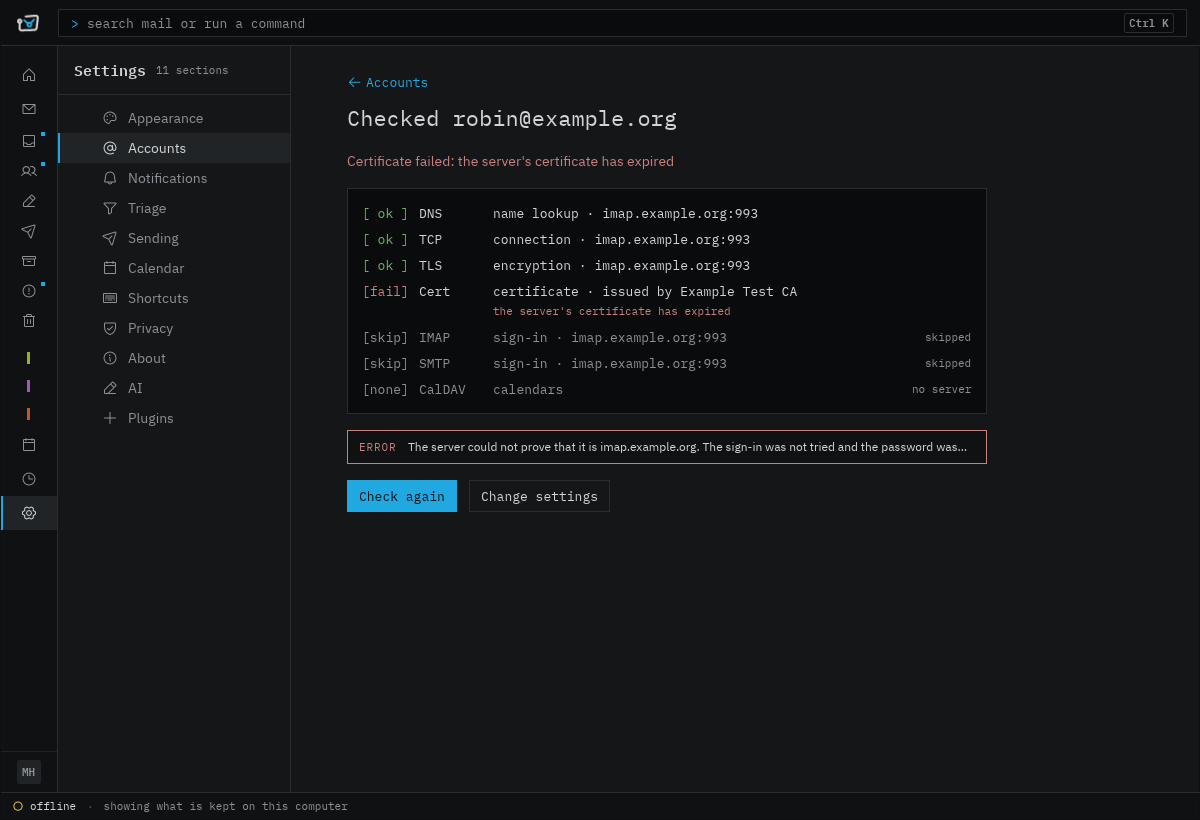 > search mail or run a command Ctrl K
Settings 11 sections
Appearance
Accounts
Notifications
Triage
Sending
Calendar
Shortcuts
Privacy
About
AI
Plugins
← Accounts
Checked robin@example.org
Certificate failed: the server's certificate has expired
[ ok ] DNS name lookup · imap.example.org:993
[ ok ] TCP connection · imap.example.org:993
[ ok ] TLS encryption · imap.example.org:993
[fail] Cert certificate · issued by Example Test CA
the server's certificate has expired
[skip] IMAP sign-in · imap.example.org:993 skipped
[skip] SMTP sign-in · imap.example.org:993 skipped
[none] CalDAV calendars no server
ERROR The server could not prove that it is imap.example.org. The sign-in was not tried and the password was...
Check again Change settings
MH
offline · showing what is kept on this computer